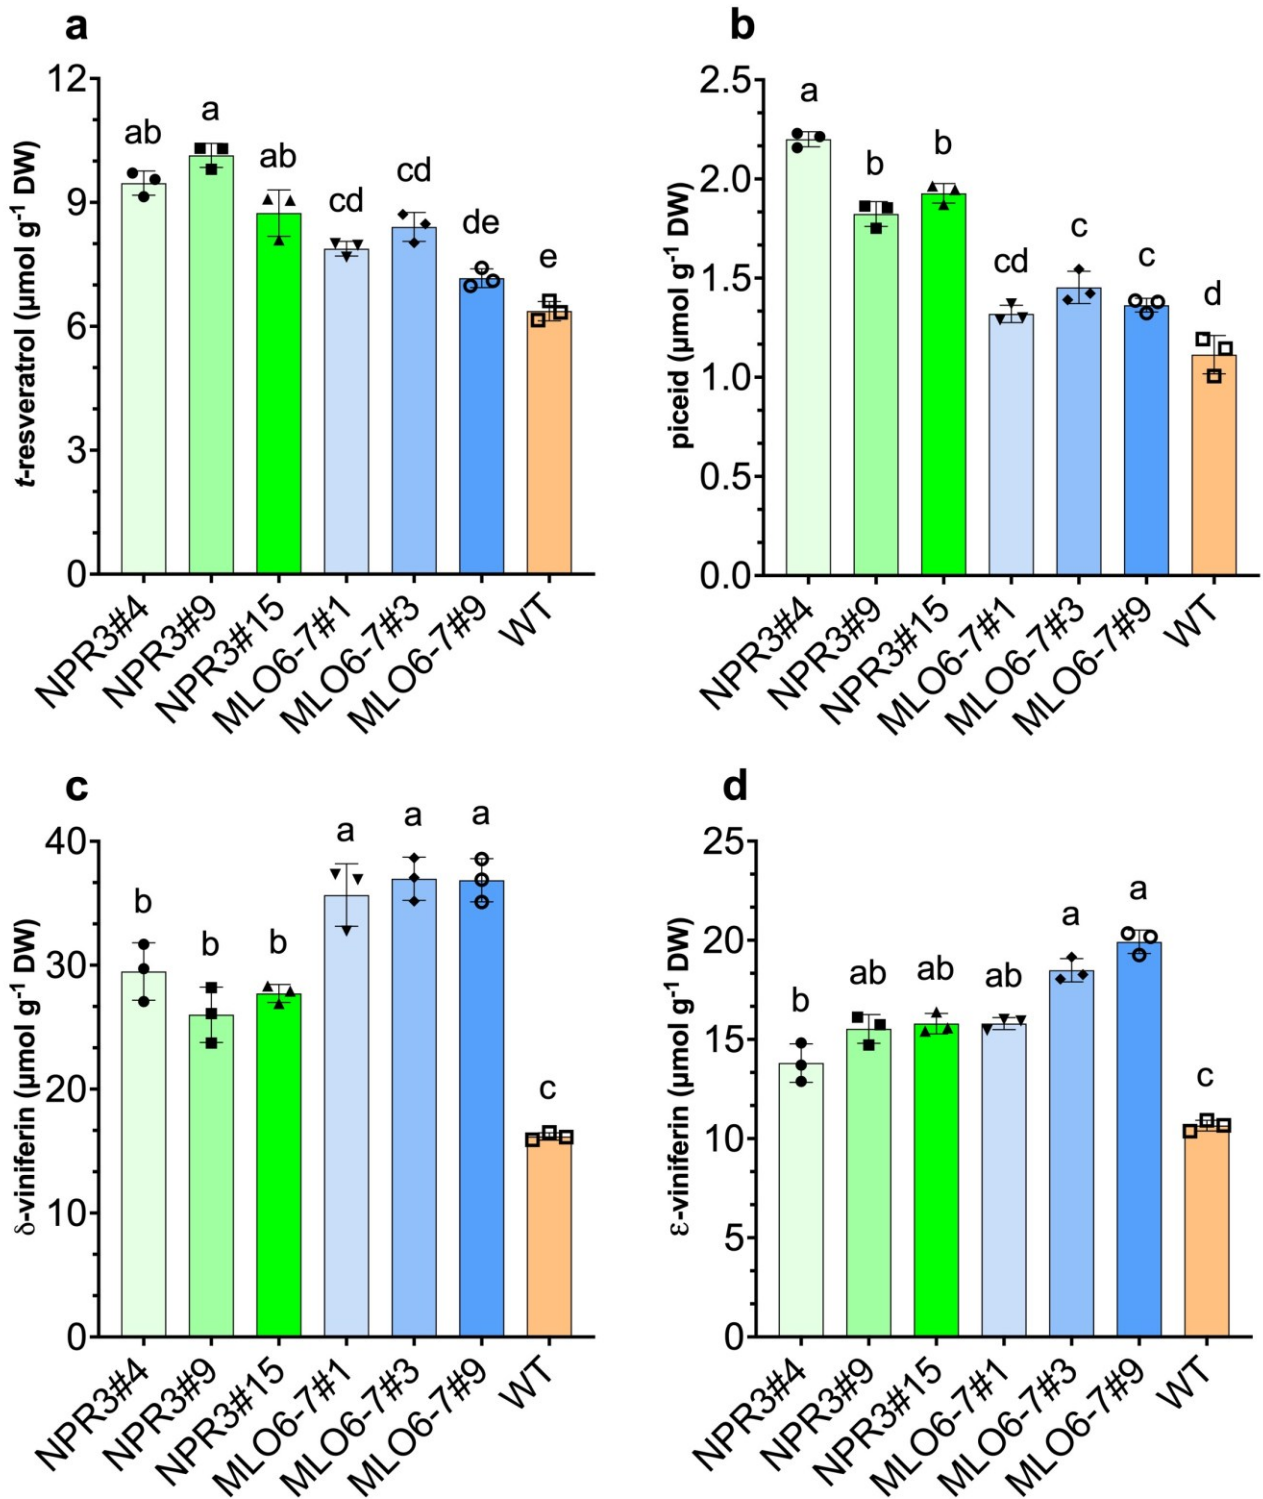 a
12
9
6
3
0
t-resveratrol (µmol g⁻¹ DW)
ab
a
ab
cd
cd
de
e
NPR3#4
NPR3#9
NPR3#15
MLO6-7#1
MLO6-7#3
MLO6-7#9
WT
b
2.5
2.0
1.5
1.0
0.5
0.0
piceid (µmol g⁻¹ DW)
a
b
b
cd
c
c
d
NPR3#4
NPR3#9
NPR3#15
MLO6-7#1
MLO6-7#3
MLO6-7#9
WT
c
40
30
20
10
0
δ-viniferin (µmol g⁻¹ DW)
b
b
b
a
a
a
c
NPR3#4
NPR3#9
NPR3#15
MLO6-7#1
MLO6-7#3
MLO6-7#9
WT
d
25
20
15
10
5
0
ε-viniferin (µmol g⁻¹ DW)
b
ab
ab
ab
a
a
c
NPR3#4
NPR3#9
NPR3#15
MLO6-7#1
MLO6-7#3
MLO6-7#9
WT